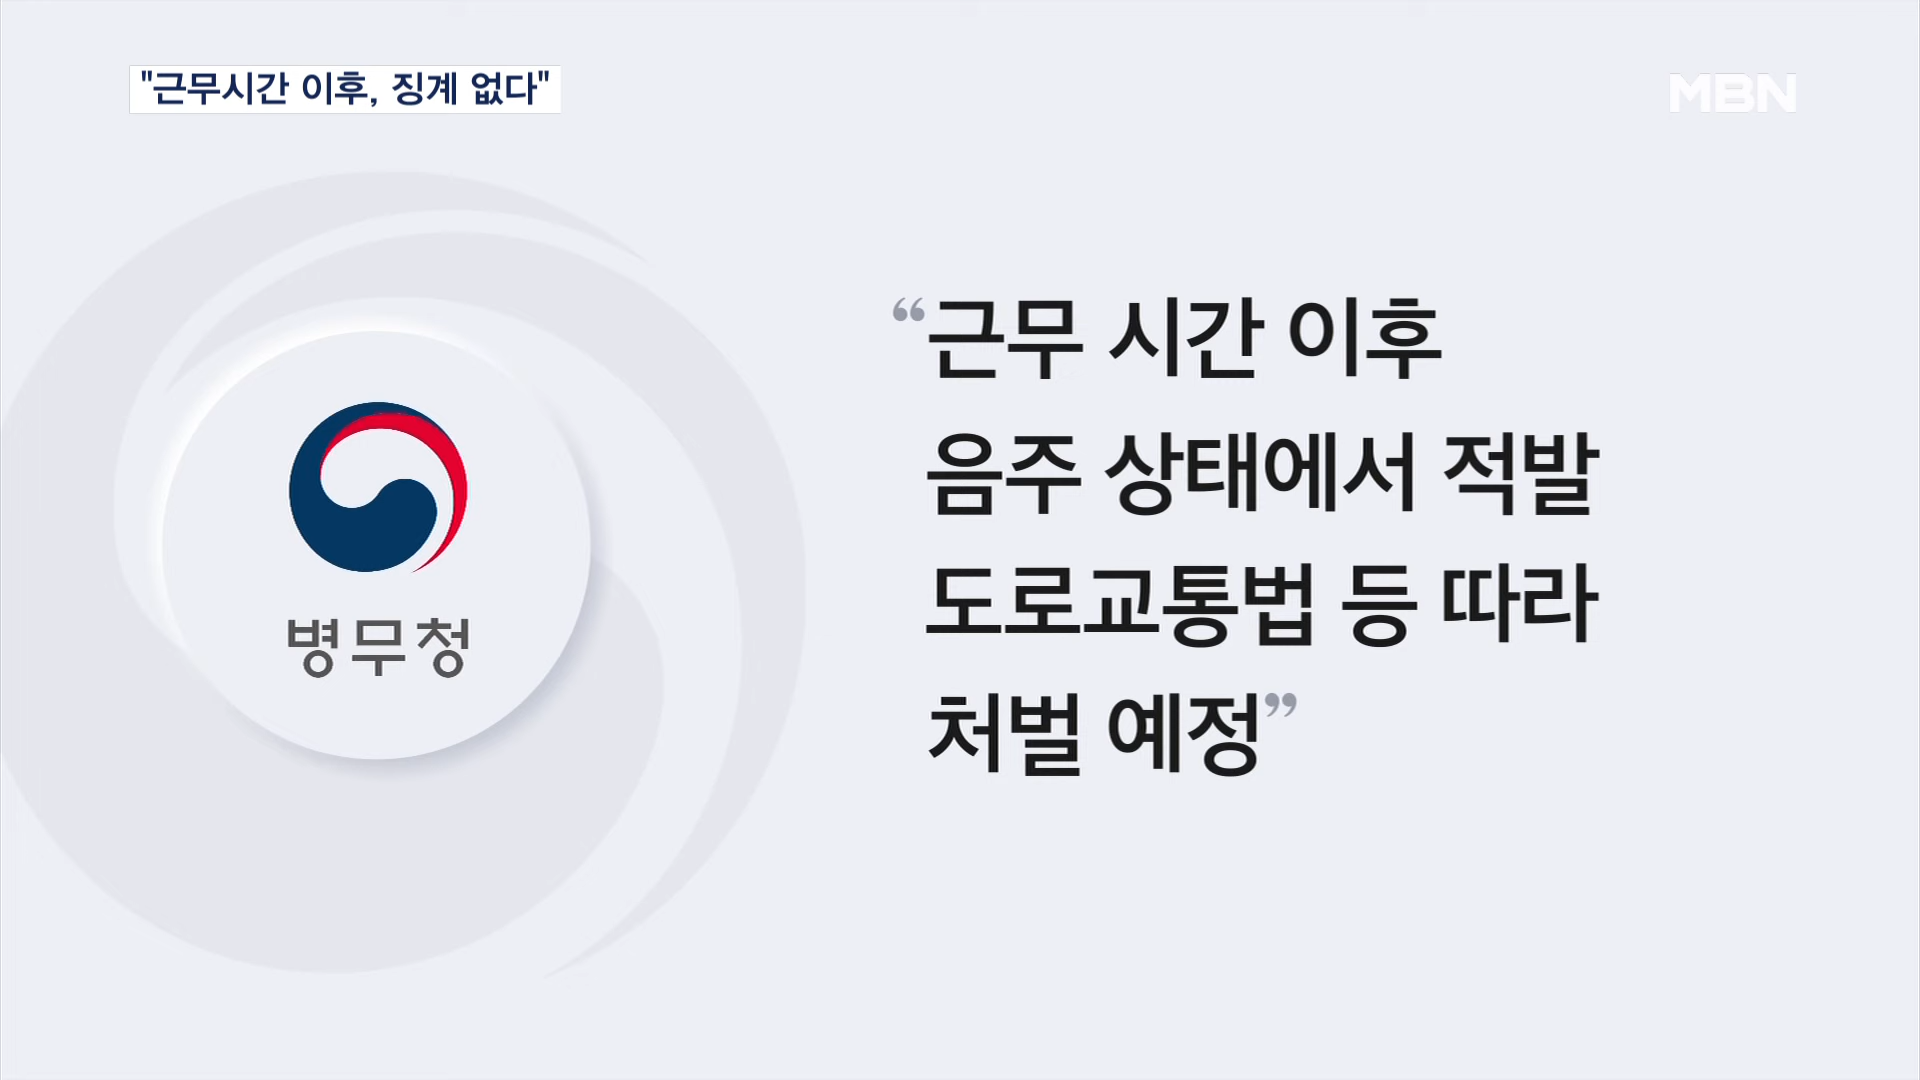 "근무시간 이후, 징계 없다"
MBN
“근무 시간 이후
음주 상태에서 적발
도로교통법 등 따라
처벌 예정”
병무청